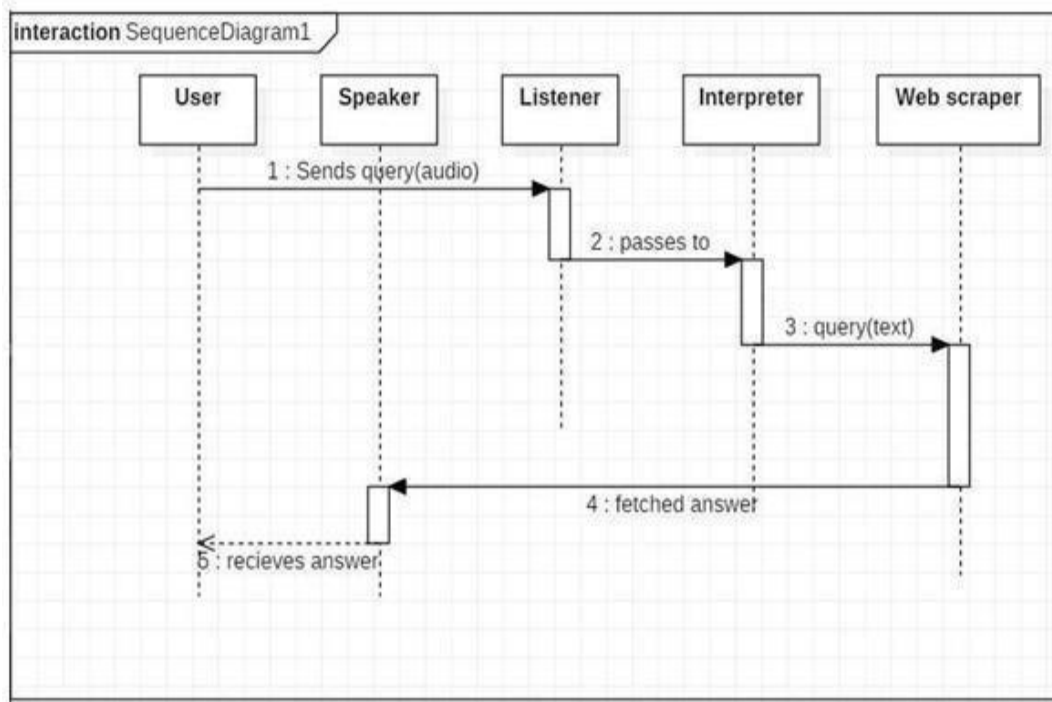 interaction SequenceDiagram1
User
Speaker
Listener
Interpreter
Web scraper
1 : Sends query(audio)
2 : passes to
3 : query(text)
4 : fetched answer
5 : recieves answer